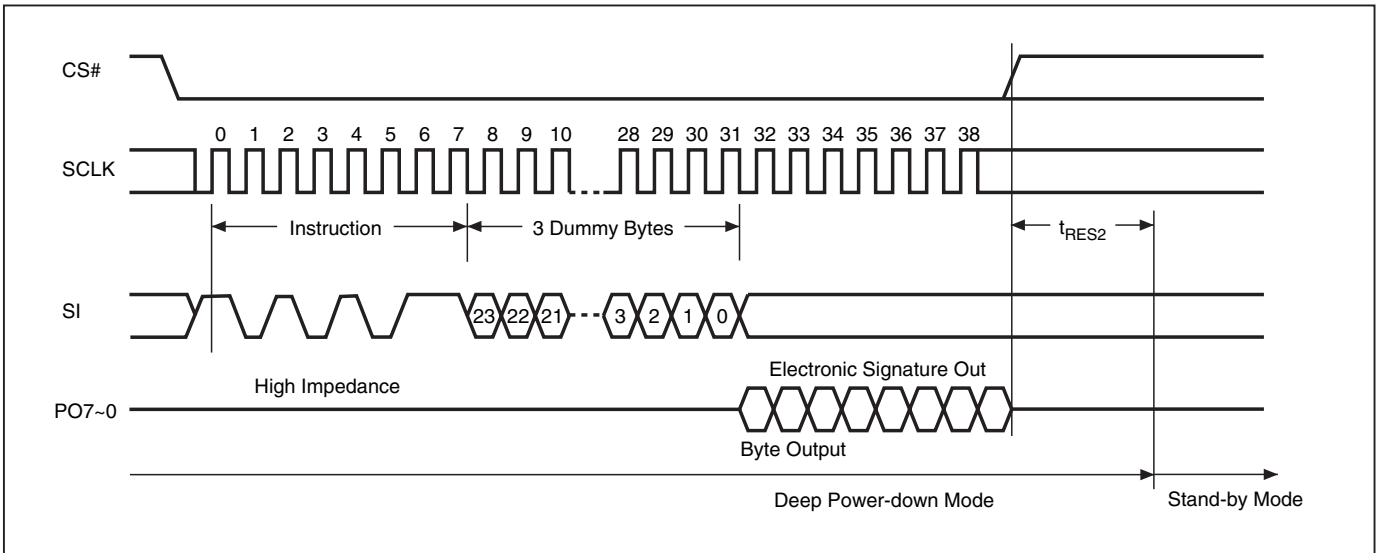 CS#
0 1 2 3 4 5 6 7 8 9 10 28 29 30 31 32 33 34 35 36 37 38
SCLK
Instruction 3 Dummy Bytes tRES2
SI
23 22 21 3 2 1 0
High Impedance Electronic Signature Out
PO7~0
Byte Output
Deep Power-down Mode Stand-by Mode